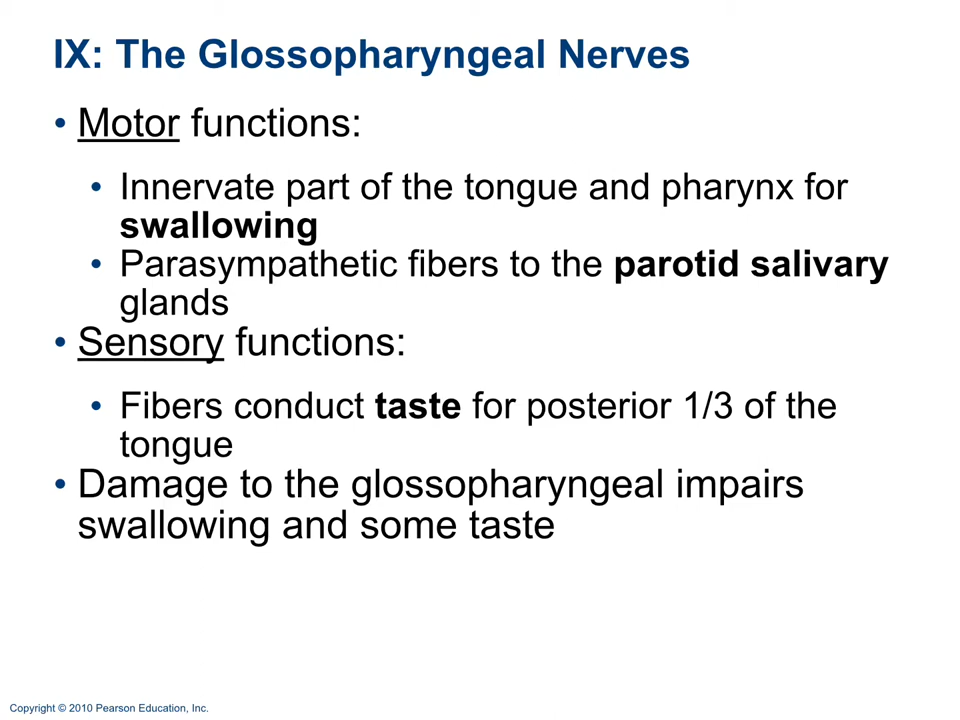 IX: The Glossopharyngeal Nerves
• Motor functions:
• Innervate part of the tongue and pharynx for
swallowing
• Parasympathetic fibers to the parotid salivary
glands
• Sensory functions:
• Fibers conduct taste for posterior 1/3 of the
tongue
• Damage to the glossopharyngeal impairs
swallowing and some taste
Copyright © 2010 Pearson Education, Inc.